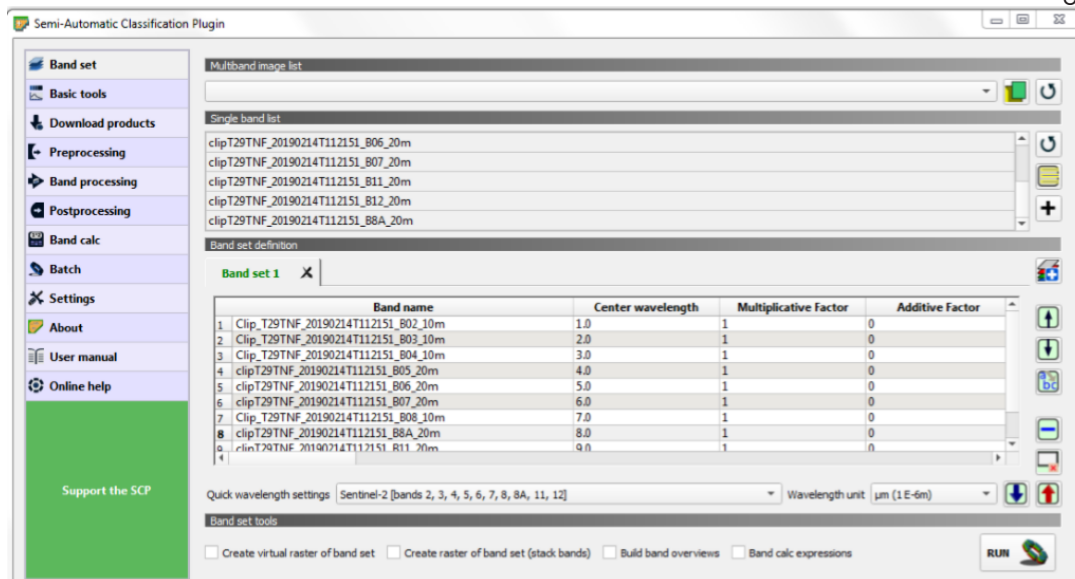 Semi-Automatic Classification Plugin
Band set
Basic tools
Download products
Preprocessing
Band processing
Postprocessing
Band calc
Batch
Settings
About
User manual
Online help
Support the SCP
Multiband image list
Single band list
clipT29TNF_20190214T112151_B06_20m
clipT29TNF_20190214T112151_B07_20m
clipT29TNF_20190214T112151_B11_20m
clipT29TNF_20190214T112151_B12_20m
clipT29TNF_20190214T112151_B8A_20m
Band set definition
Band set 1
Band name Center wavelength Multiplicative Factor Additive Factor
1 Clip_T29TNF_20190214T112151_B02_10m 1.0 1 0
2 Clip_T29TNF_20190214T112151_B03_10m 2.0 1 0
3 Clip_T29TNF_20190214T112151_B04_10m 3.0 1 0
4 clipT29TNF_20190214T112151_B05_20m 4.0 1 0
5 clipT29TNF_20190214T112151_B06_20m 5.0 1 0
6 clipT29TNF_20190214T112151_B07_20m 6.0 1 0
7 Clip_T29TNF_20190214T112151_B08_10m 7.0 1 0
8 clipT29TNF_20190214T112151_B8A_20m 8.0 1 0
9 clipT29TNF_20190214T112151_B11_20m 9.0 1 0
Quick wavelength settings Sentinel-2 [bands 2, 3, 4, 5, 6, 7, 8, 8A, 11, 12] Wavelength unit µm (1 E-6m)
Band set tools
Create virtual raster of band set Create raster of band set (stack bands) Build band overviews Band calc expressions RUN